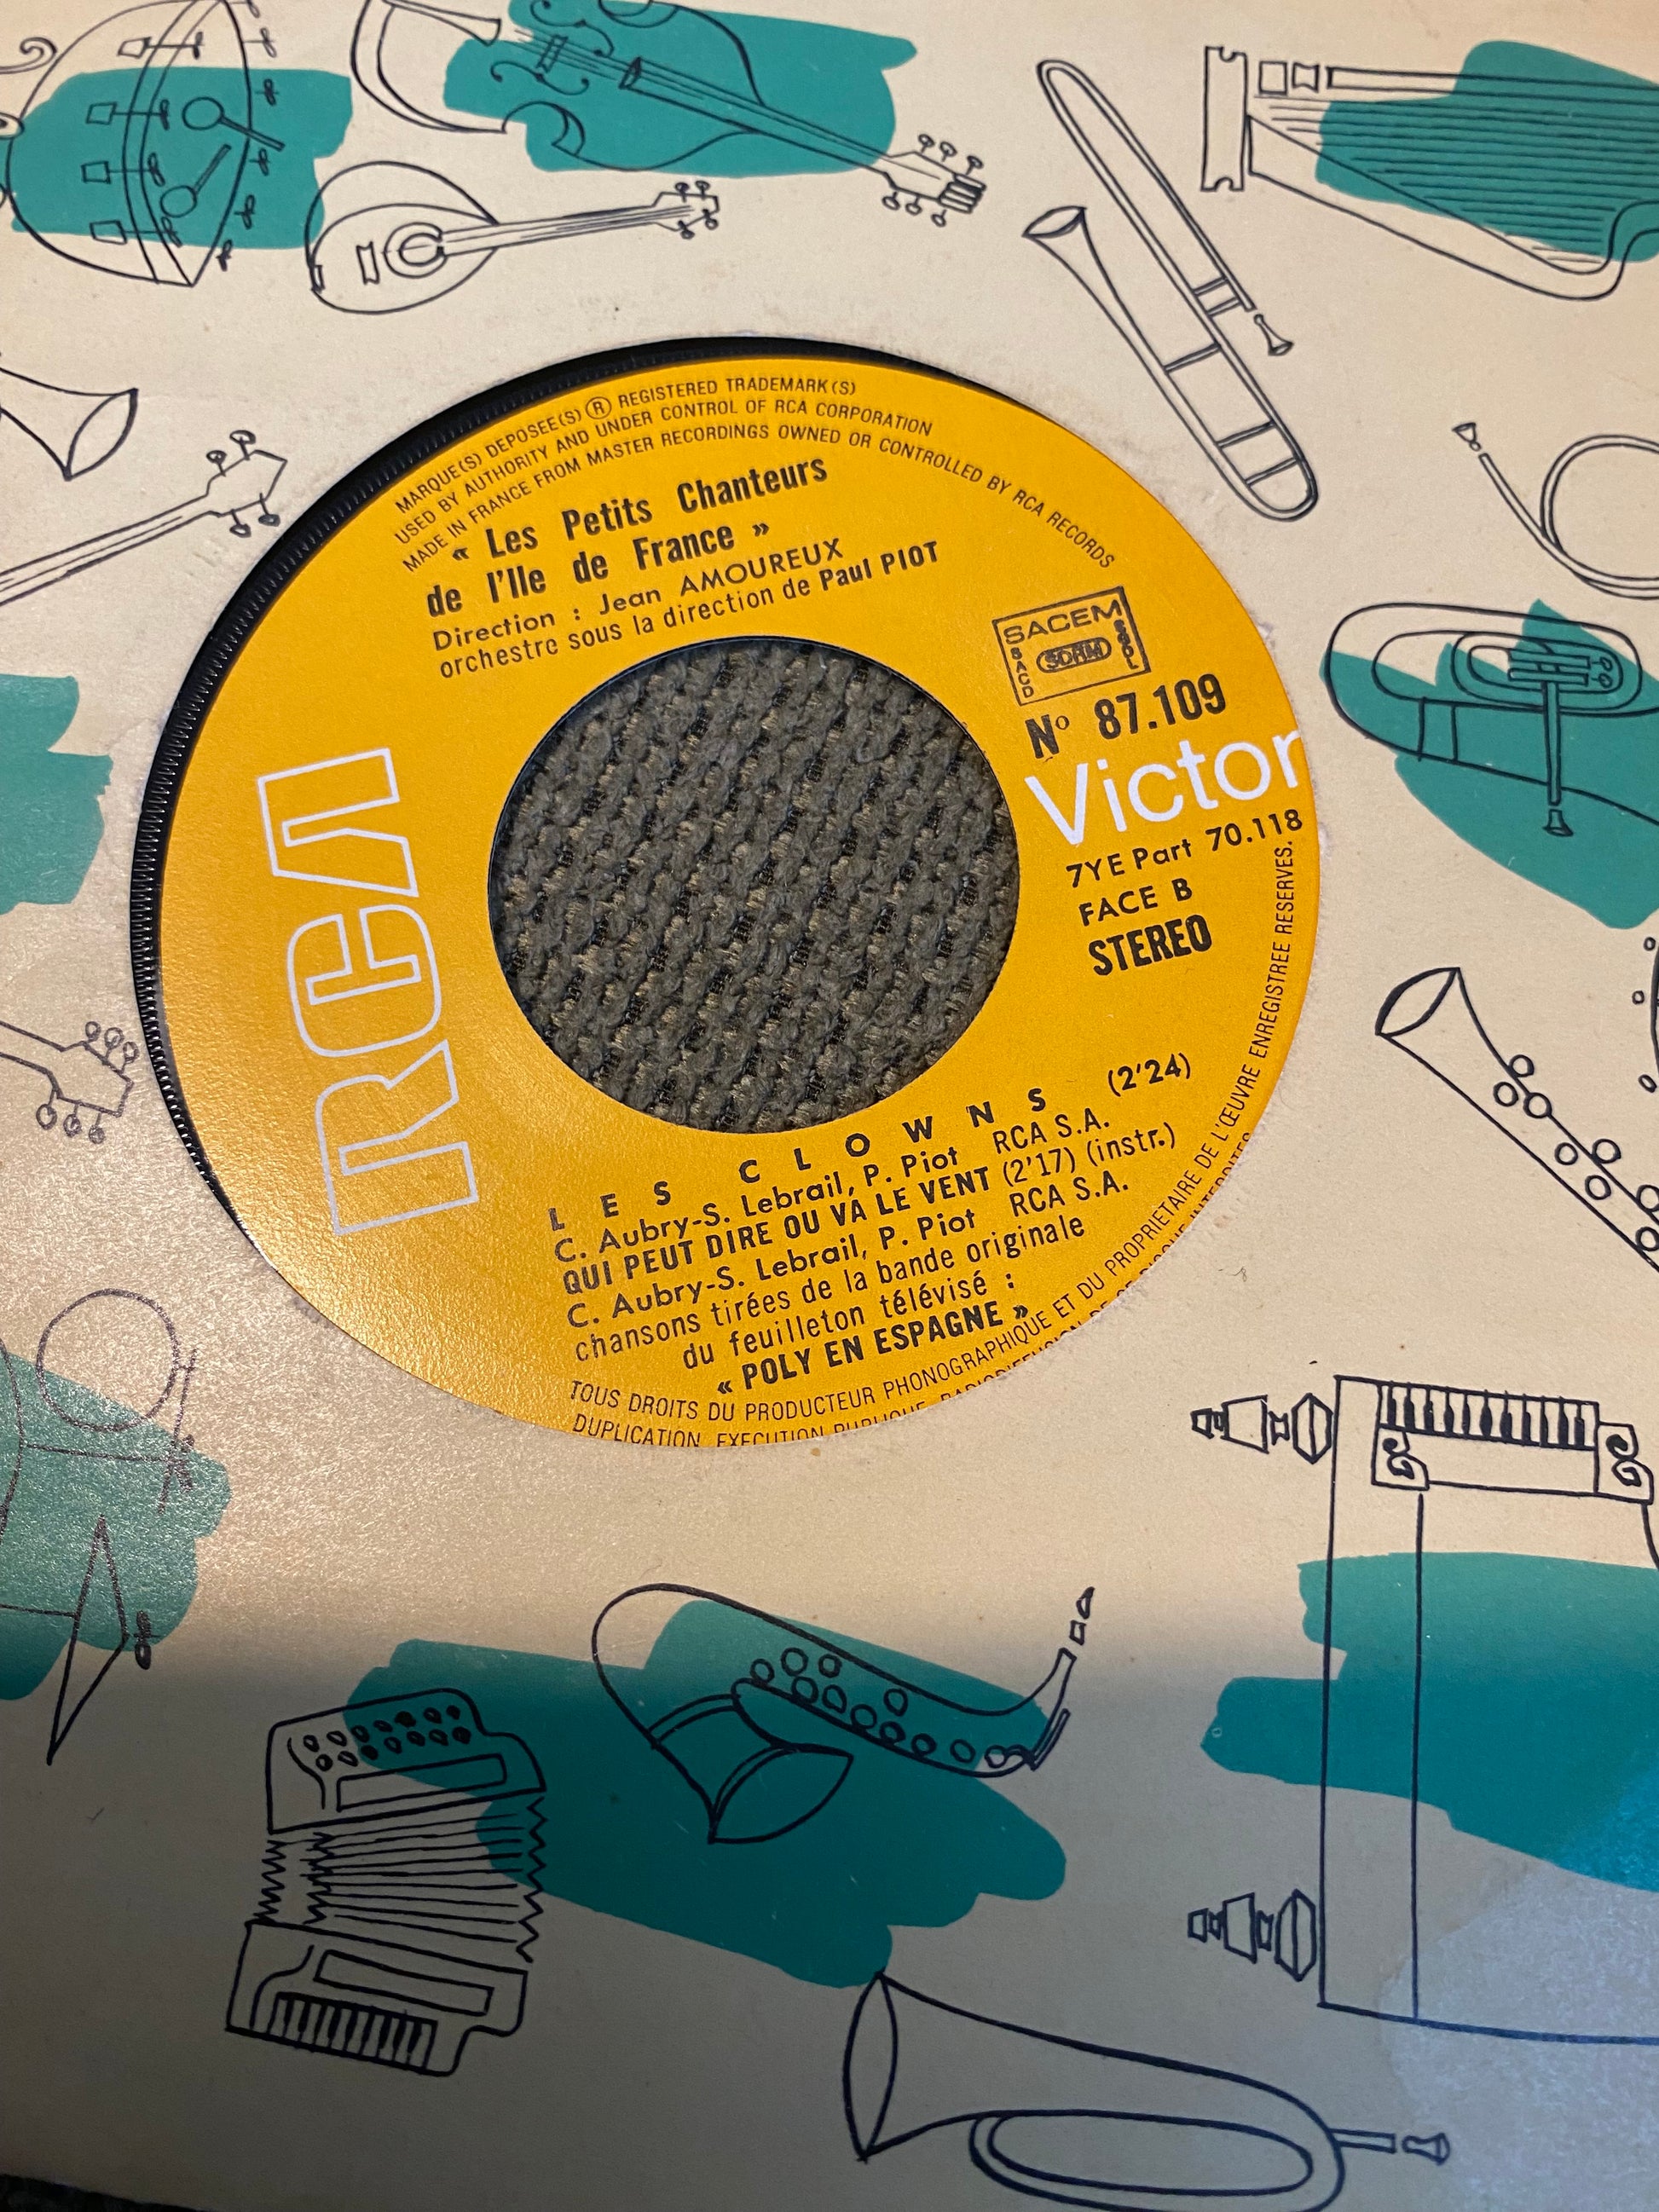 MARQUE(S) DEPOSEE(S) ® REGISTERED TRADEMARK(S)
USED BY AUTHORITY AND UNDER CONTROL OF RCA CORPORATION
MADE IN FRANCE FROM MASTER RECORDINGS OWNED OR CONTROLLED BY RCA RECORDS
« Les Petits Chanteurs
de l'Ile de France »
Direction : Jean AMOUREUX
orchestre sous la direction de Paul PIOT
SACEM
SACD
SDRM
SGDL
N° 87.109
RCA
Victor
7YE Part 70.118
FACE B
STEREO
LES CLOWNS (2'24)
C. Aubry-S. Lebrail, P. Piot RCA S.A.
QUI PEUT DIRE OU VA LE VENT (2'17) (instr.)
C. Aubry-S. Lebrail, P. Piot RCA S.A.
chansons tirées de la bande originale
du feuilleton télévisé :
« POLY EN ESPAGNE »
TOUS DROITS DU PRODUCTEUR PHONOGRAPHIQUE ET DU PROPRIETAIRE DE L'ŒUVRE ENREGISTREE RESERVES.
DUPLICATION EXECUTION PUBLIQUE